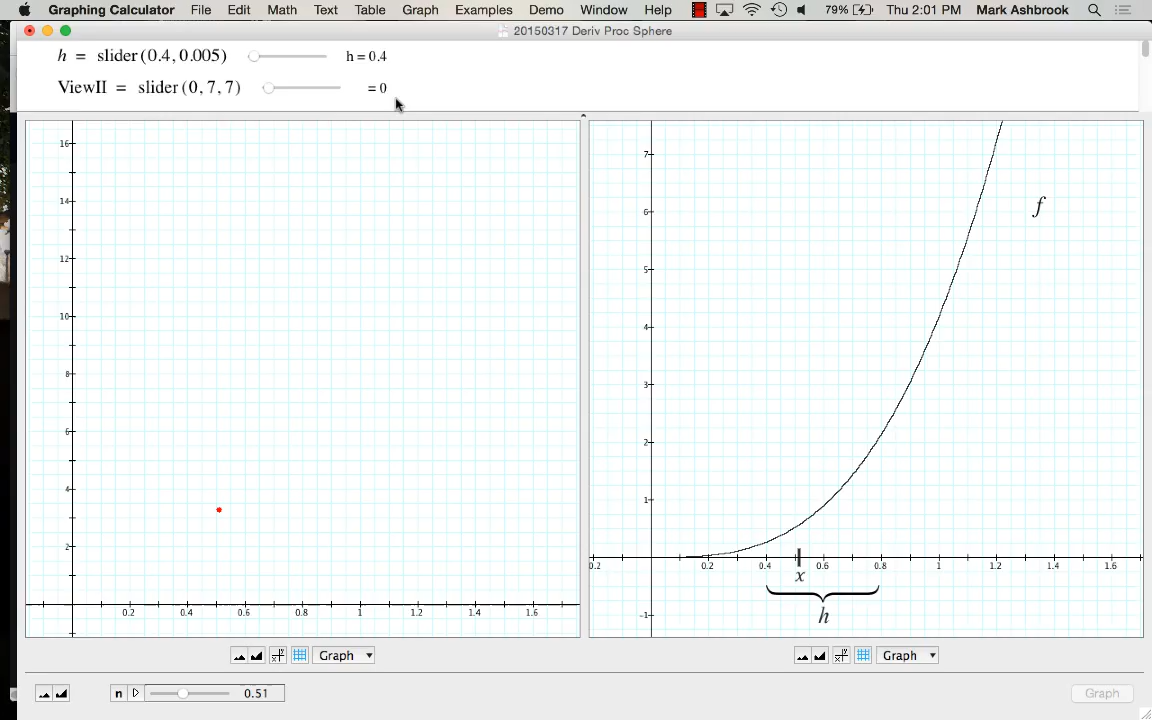 Graphing Calculator File Edit Math Text Table Graph Examples Demo Window Help 79% Thu 2:01 PM Mark Ashbrook
20150317 Deriv Proc Sphere
h = slider(0.4, 0.005) h = 0.4
ViewII = slider(0, 7, 7) = 0
16
14
12
10
8
6
4
2
0.2 0.4 0.6 0.8 1 1.2 1.4 1.6
7
6
5
4
3
2
1
-1
f
0.2 0.2 0.4 0.6 0.8 1 1.2 1.4 1.6
x
h
Graph Graph
n 0.51 Graph